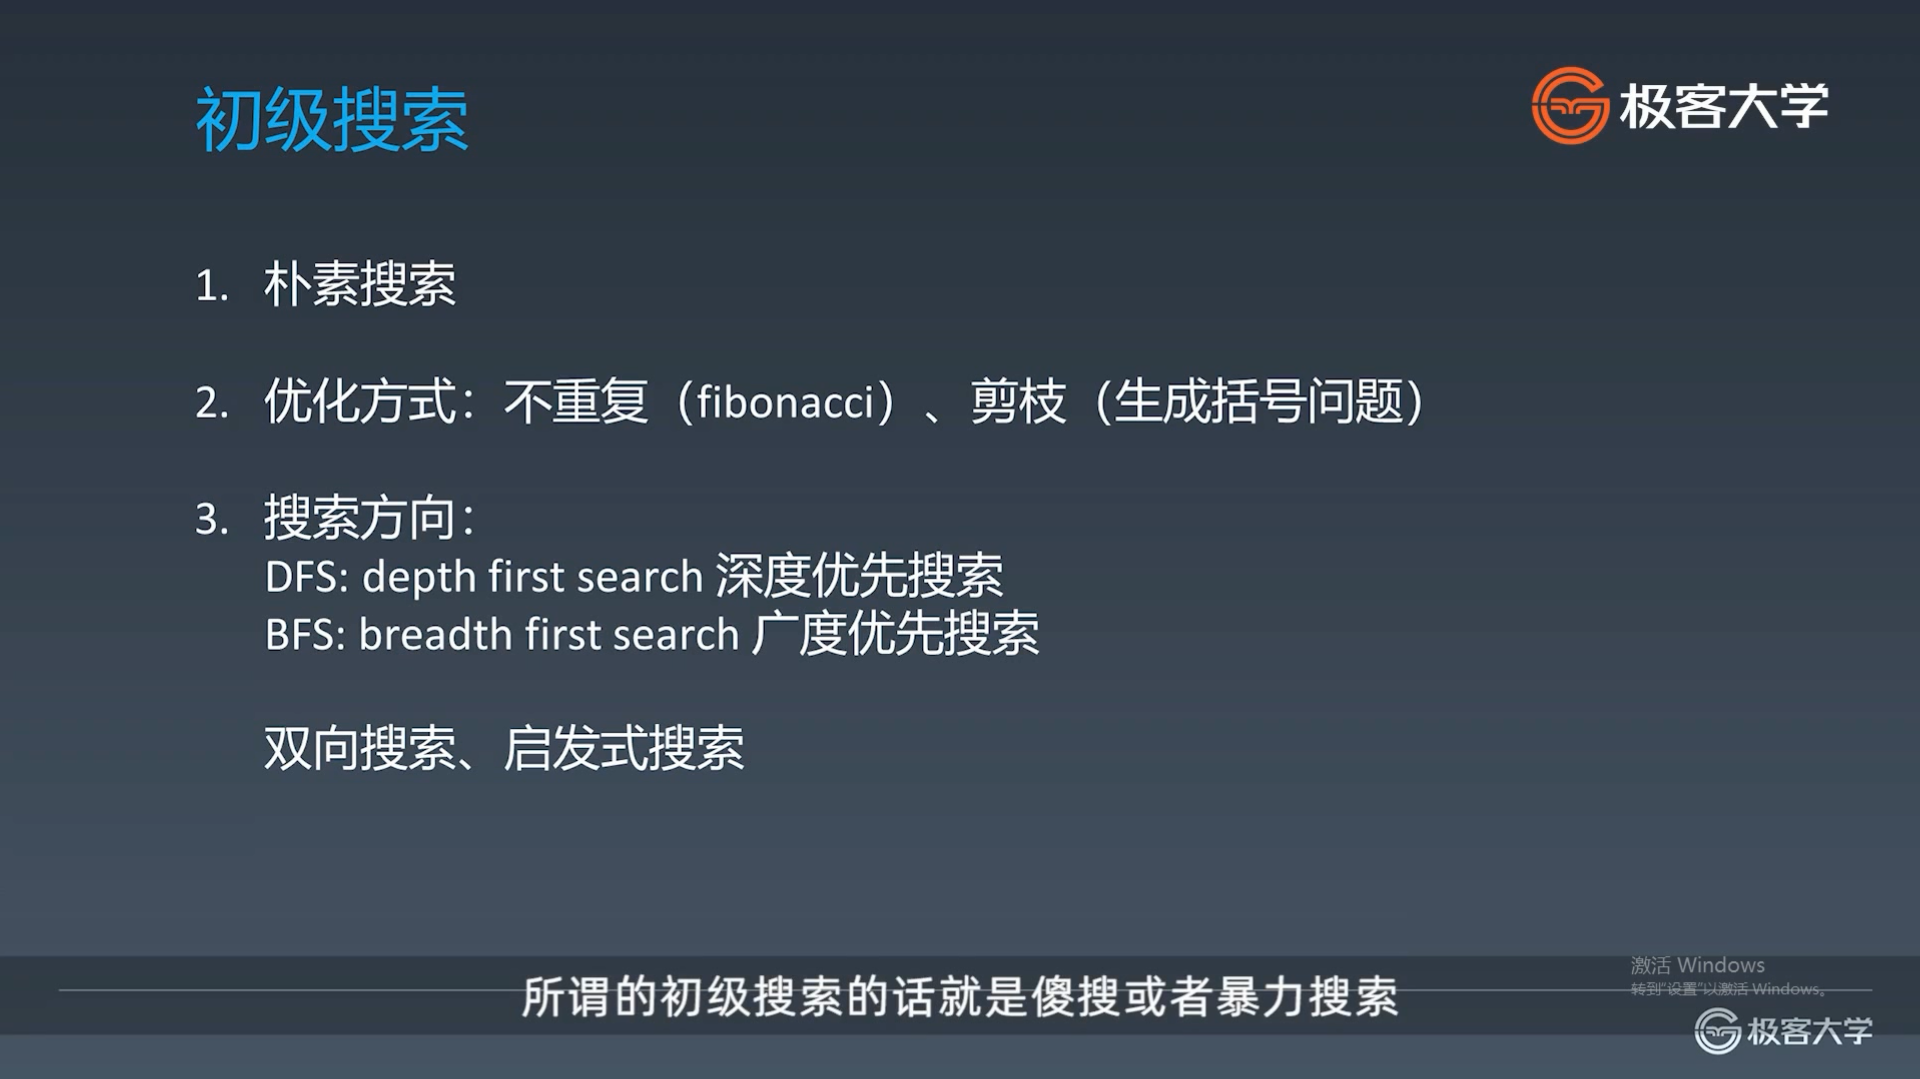 初级搜索
极客大学
1. 朴素搜索
2. 优化方式：不重复（fibonacci）、剪枝（生成括号问题）
3. 搜索方向：
DFS: depth first search 深度优先搜索
BFS: breadth first search 广度优先搜索
双向搜索、启发式搜索
所谓的初级搜索的话就是傻搜或者暴力搜索
激活 Windows
转到“设置”以激活 Windows。
极客大学